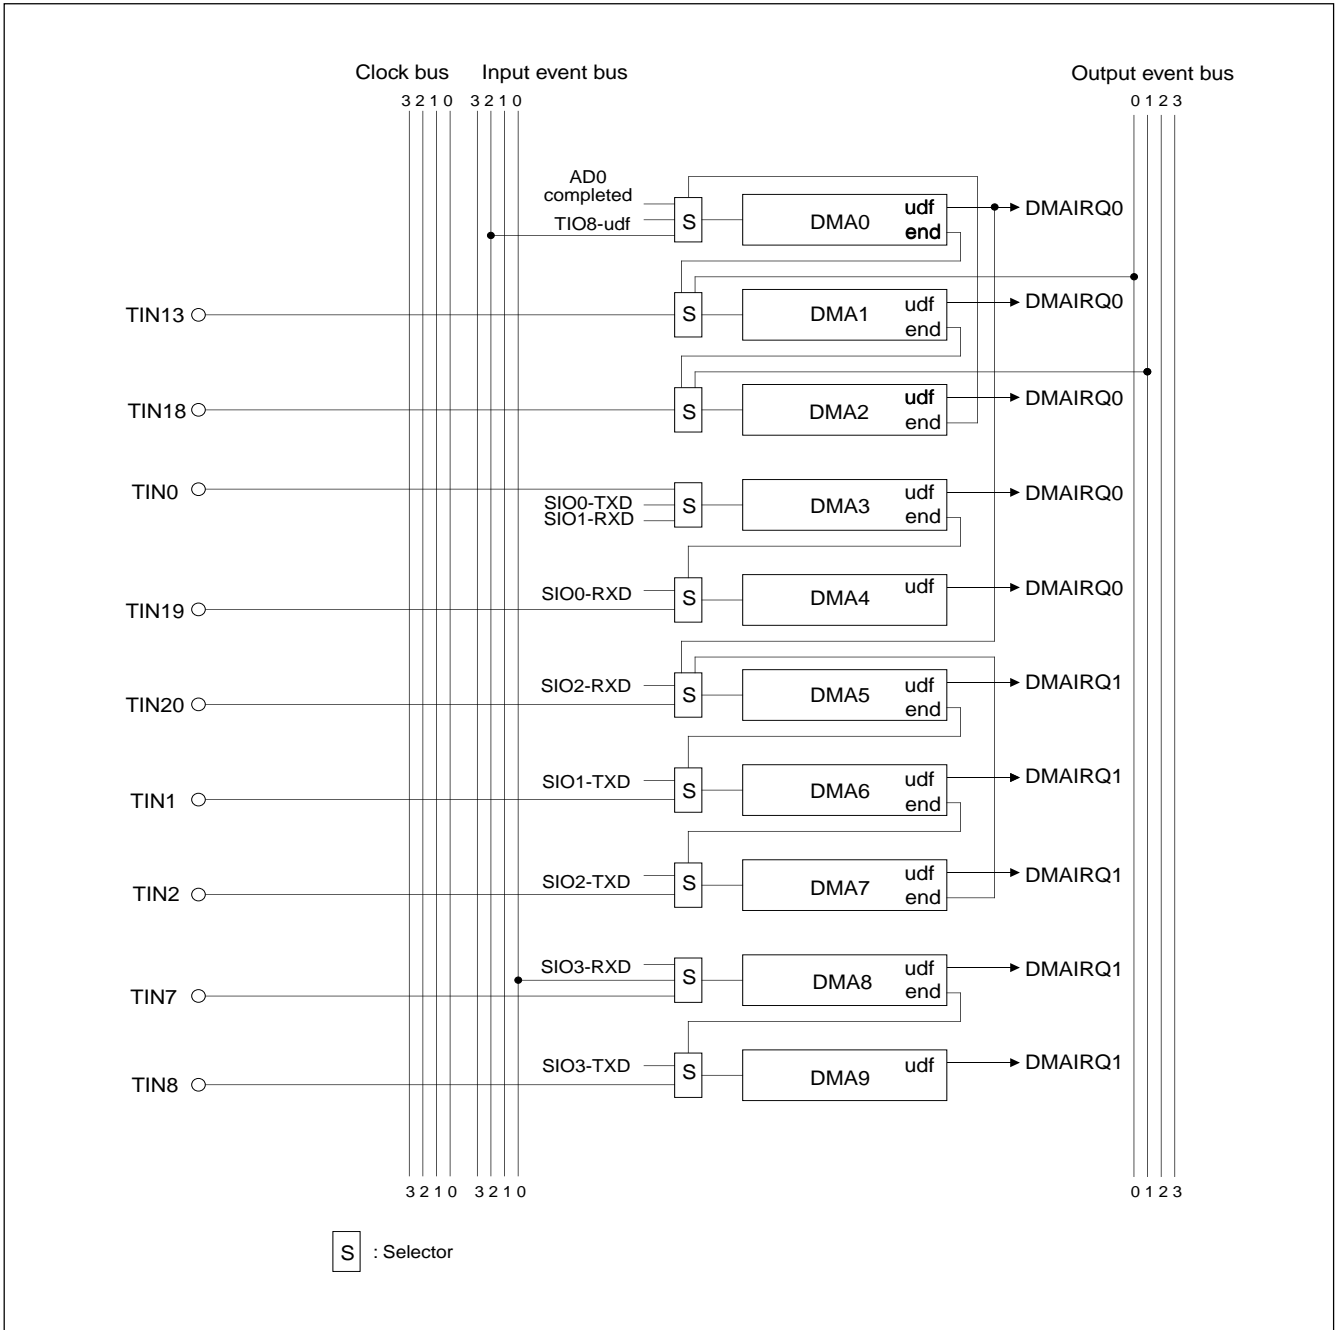 Clock bus Input event bus Output event bus
3 2 1 0 3 2 1 0 0 1 2 3
AD0
completed
TIO8-udf
S
DMA0
udf
end
DMAIRQ0
TIN13
S
DMA1
udf
end
DMAIRQ0
TIN18
S
DMA2
udf
end
DMAIRQ0
TIN0
SIO0-TXD
SIO1-RXD
S
DMA3
udf
end
DMAIRQ0
TIN19
SIO0-RXD
S
DMA4
udf
DMAIRQ0
TIN20
SIO2-RXD
S
DMA5
udf
end
DMAIRQ1
TIN1
SIO1-TXD
S
DMA6
udf
end
DMAIRQ1
TIN2
SIO2-TXD
S
DMA7
udf
end
DMAIRQ1
TIN7
SIO3-RXD
S
DMA8
udf
end
DMAIRQ1
TIN8
SIO3-TXD
S
DMA9
udf
DMAIRQ1
3 2 1 0 3 2 1 0 0 1 2 3
S : Selector